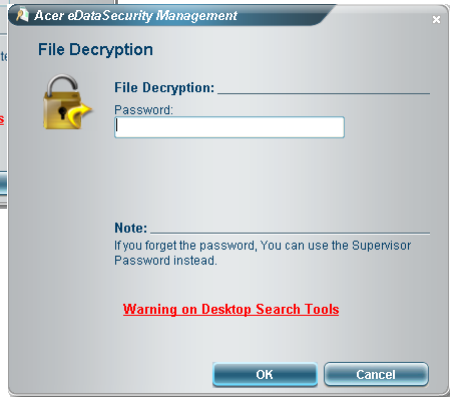 Acer eDataSecurity Management
File Decryption
File Decryption:
Password:
Note:
If you forget the password, You can use the Supervisor
Password instead.
Warning on Desktop Search Tools
OK
Cancel